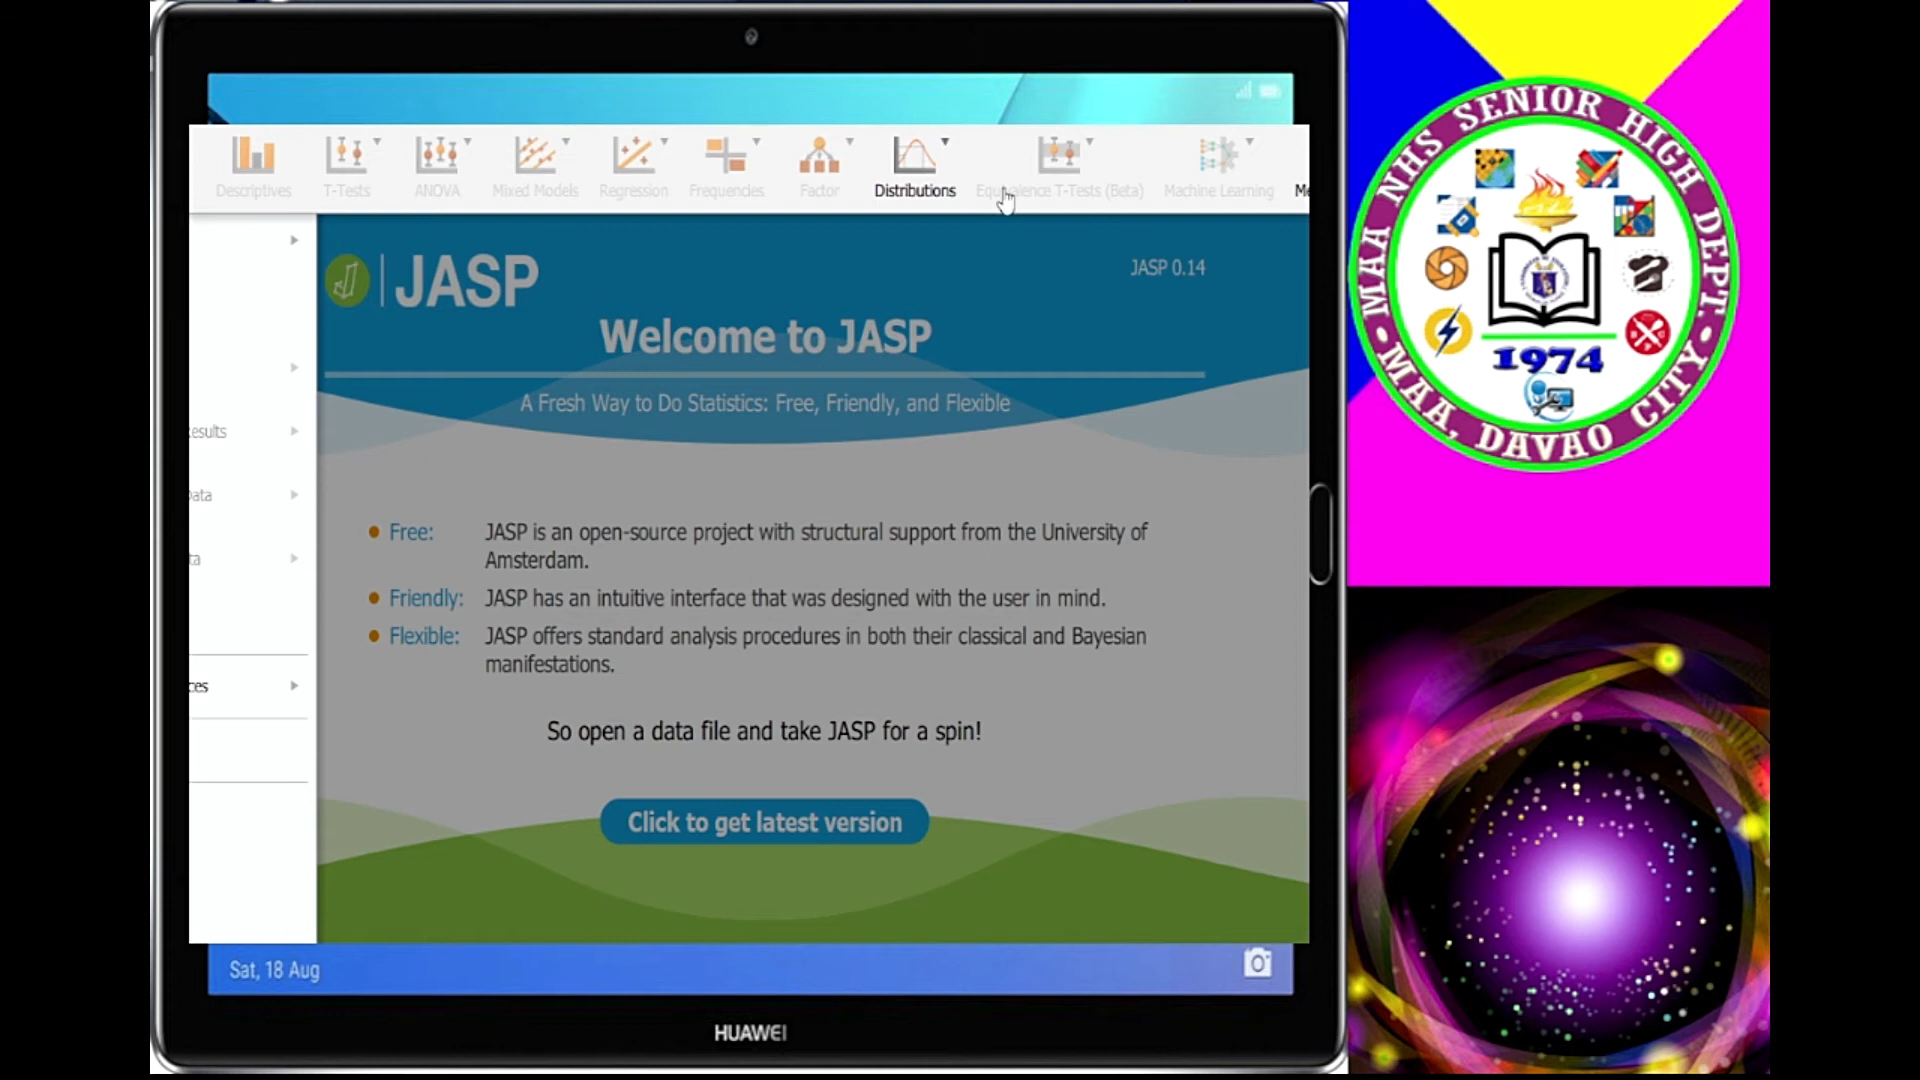 Descriptives T-Tests ANOVA Mixed Models Regression Frequencies Factor Distributions Equivalence T-Tests (Beta) Machine Learning
JASP
JASP 0.14
Welcome to JASP
A Fresh Way to Do Statistics: Free, Friendly, and Flexible
Free: JASP is an open-source project with structural support from the University of
Amsterdam.
Friendly: JASP has an intuitive interface that was designed with the user in mind.
Flexible: JASP offers standard analysis procedures in both their classical and Bayesian
manifestations.
So open a data file and take JASP for a spin!
Click to get latest version
Sat, 18 Aug
HUAWEI
MAA NHS SENIOR HIGH DEPT.
1974
MAA, DAVAO CITY